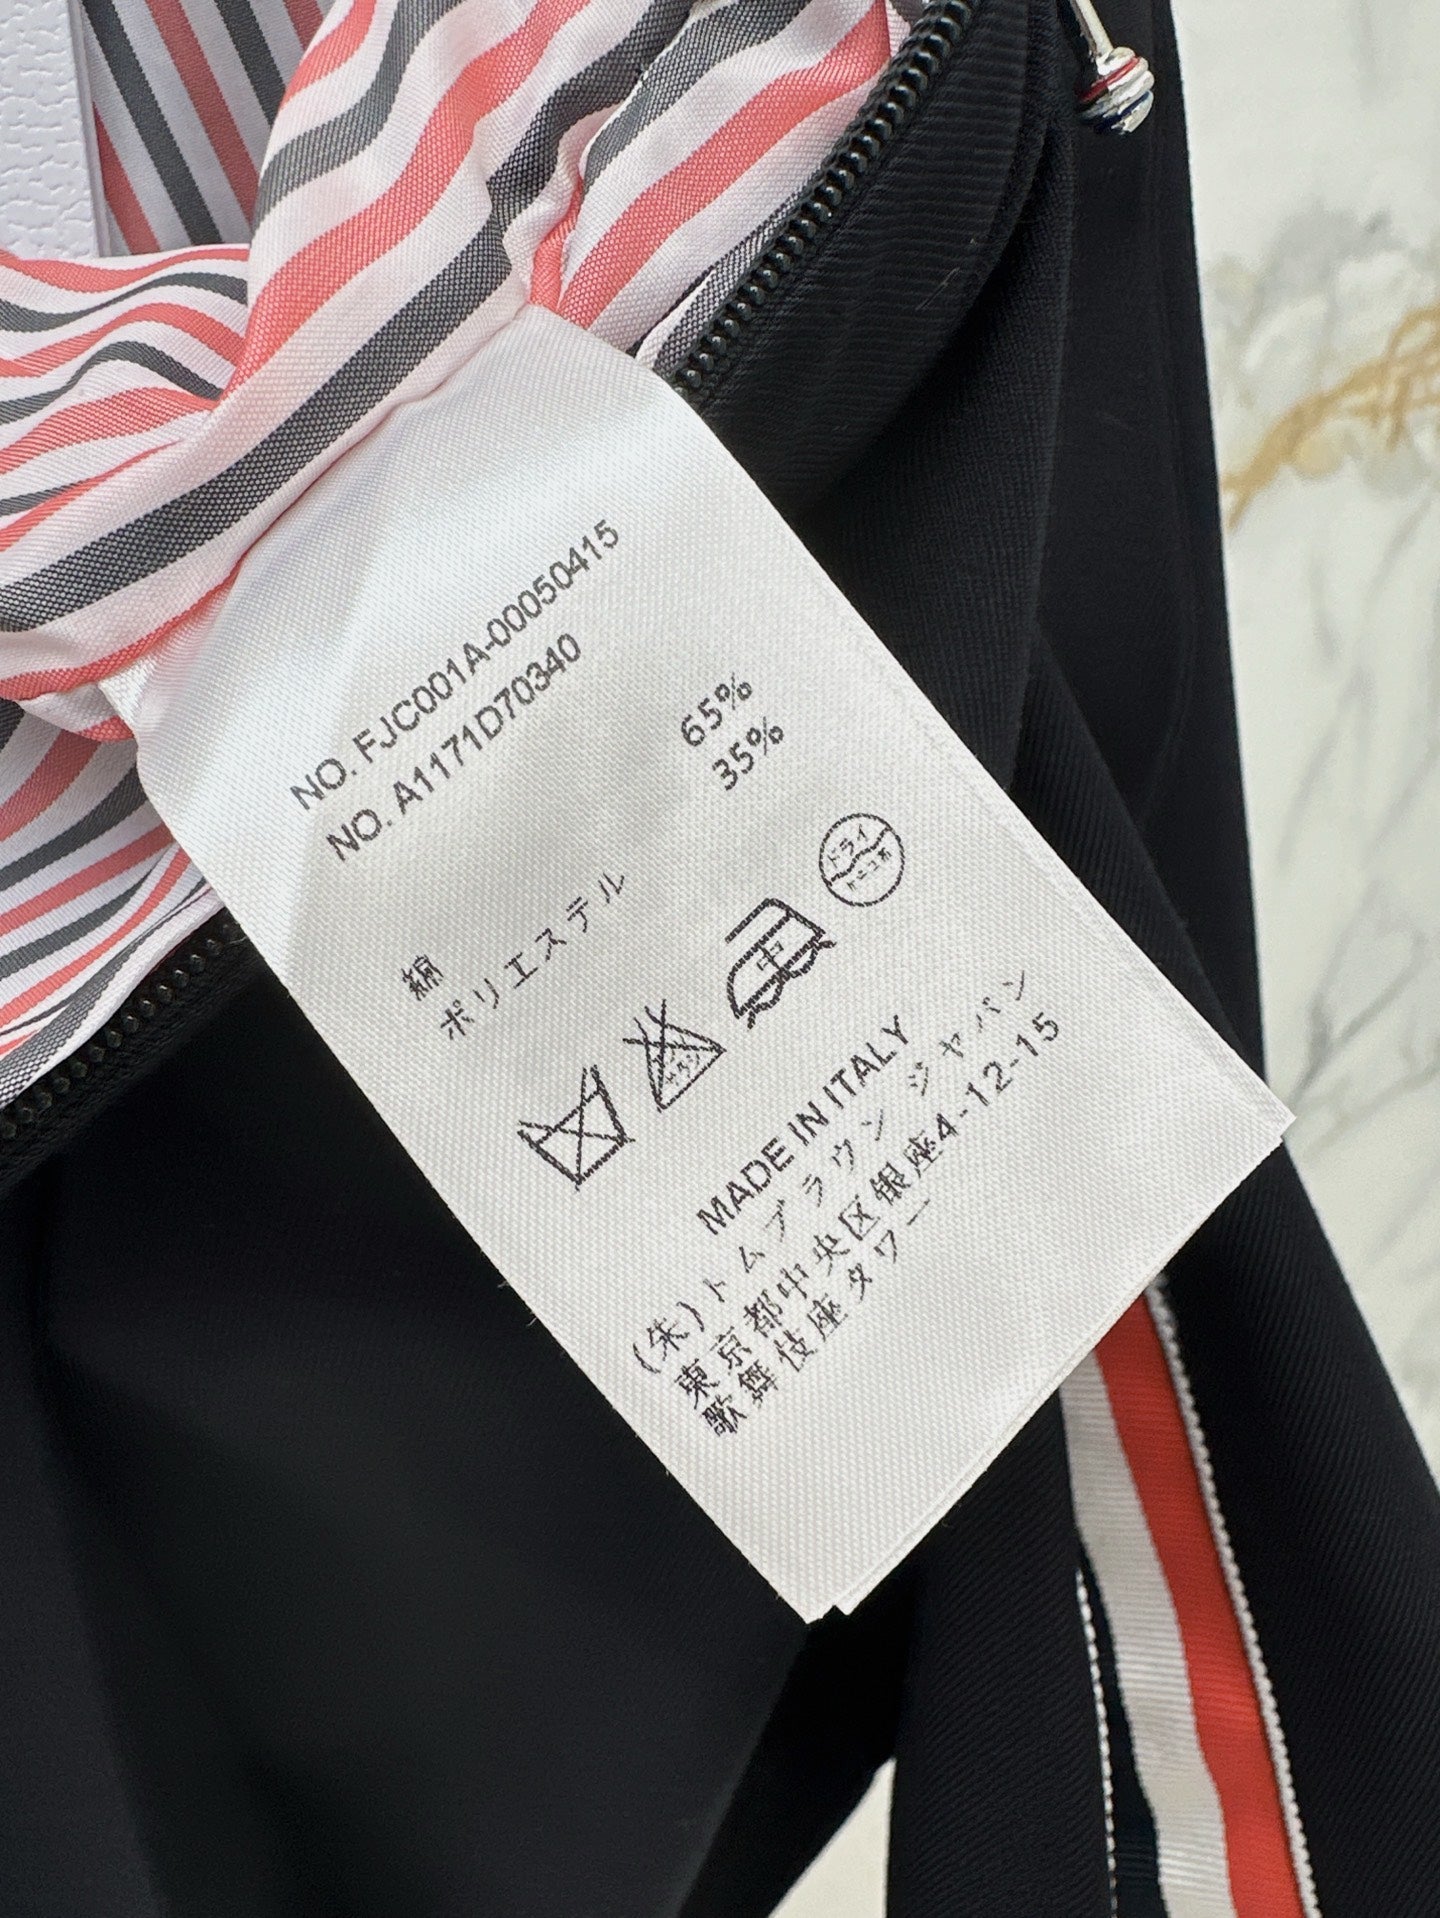 NO. FJC001A-00050415
NO. A1171D70340
綿 65%
ポリエステル 35%
ドライ
中
MADE IN ITALY
(朱)トムブラウン ジャパン
東京都中央区銀座4-12-15
歌舞伎座タワー